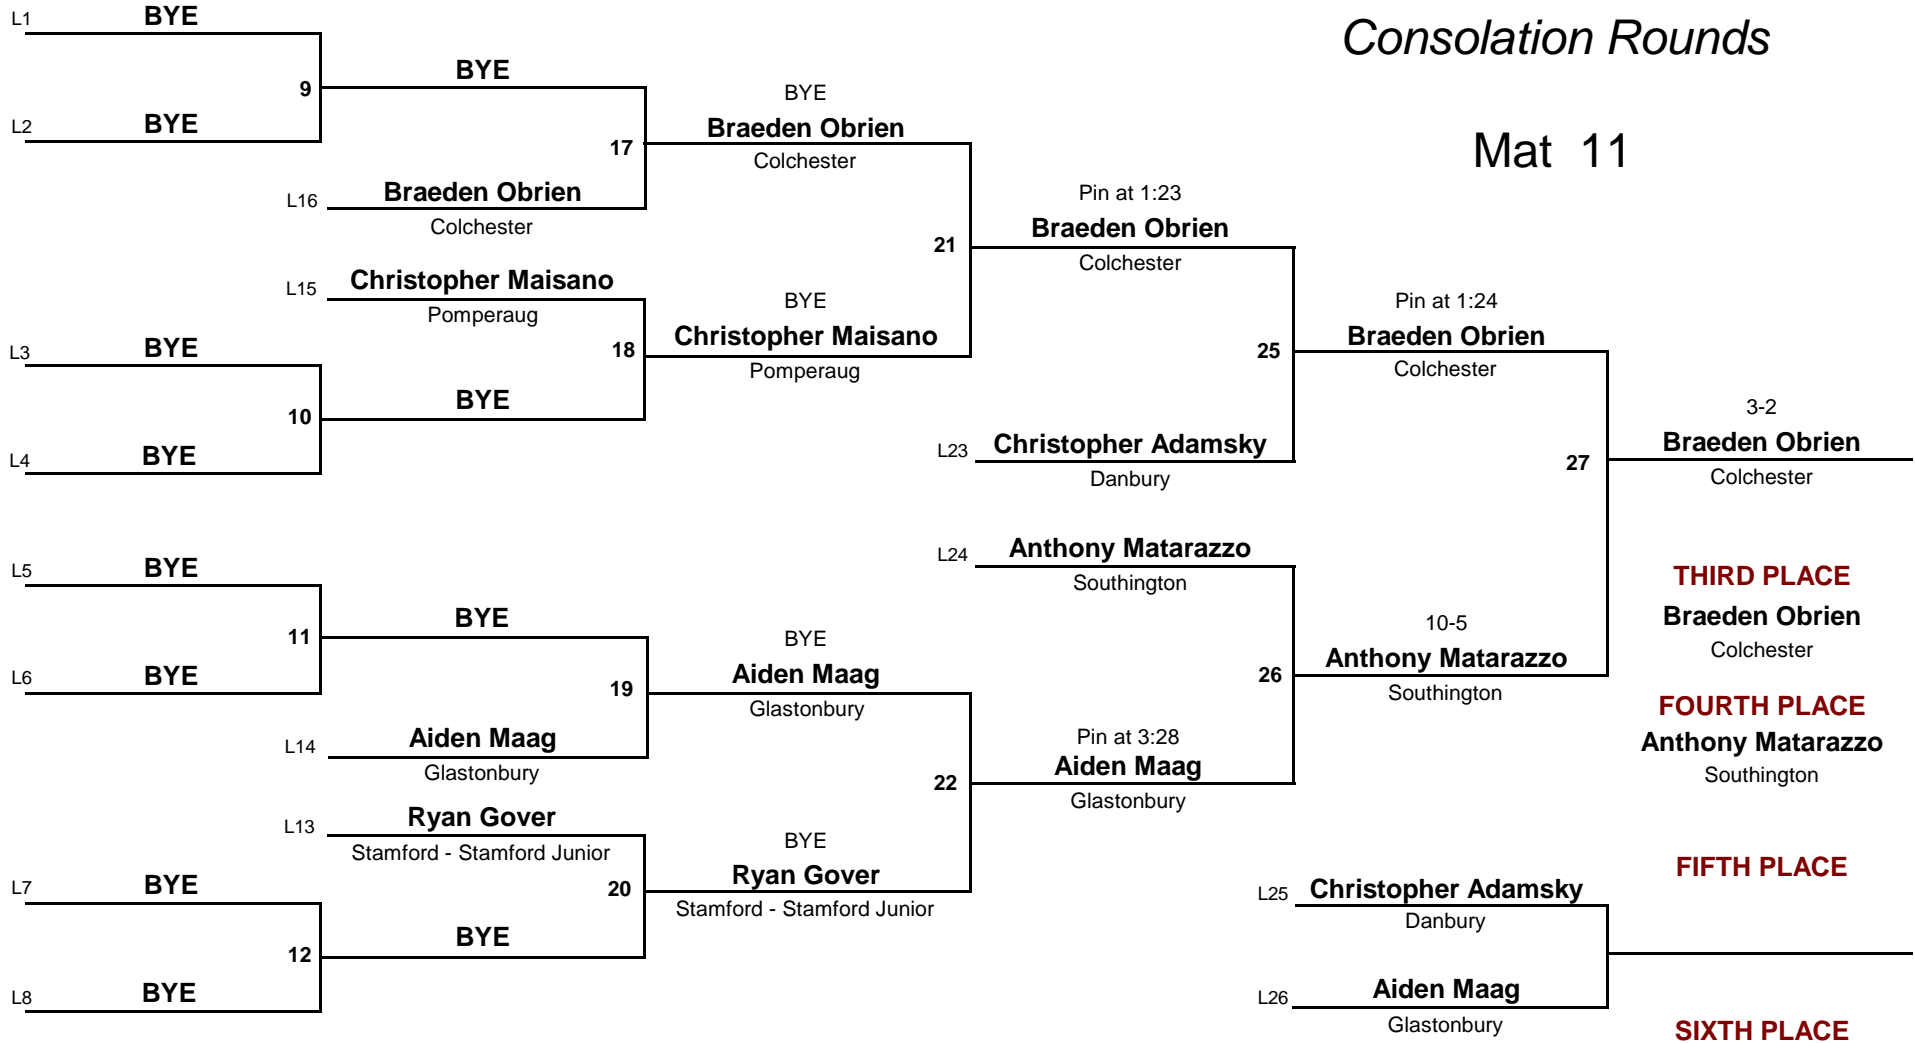 Consolation Rounds
Mat 11
L1 BYE
9
L2 BYE
BYE
17
L16 Braeden Obrien
Colchester
BYE
Braeden Obrien
Colchester
L15 Christopher Maisano
Pomperaug
18
L3 BYE
10
L4 BYE
BYE
BYE
Christopher Maisano
Pomperaug
21
Pin at 1:23
Braeden Obrien
Colchester
25
L23 Christopher Adamsky
Danbury
Pin at 1:24
Braeden Obrien
Colchester
27
3-2
Braeden Obrien
Colchester
L5 BYE
11
L6 BYE
BYE
19
L14 Aiden Maag
Glastonbury
BYE
Aiden Maag
Glastonbury
L13 Ryan Gover
Stamford - Stamford Junior
20
L7 BYE
12
L8 BYE
BYE
BYE
Ryan Gover
Stamford - Stamford Junior
22
L24 Anthony Matarazzo
Southington
26
Pin at 3:28
Aiden Maag
Glastonbury
10-5
Anthony Matarazzo
Southington
THIRD PLACE
Braeden Obrien
Colchester
FOURTH PLACE
Anthony Matarazzo
Southington
FIFTH PLACE
L25 Christopher Adamsky
Danbury
L26 Aiden Maag
Glastonbury
SIXTH PLACE